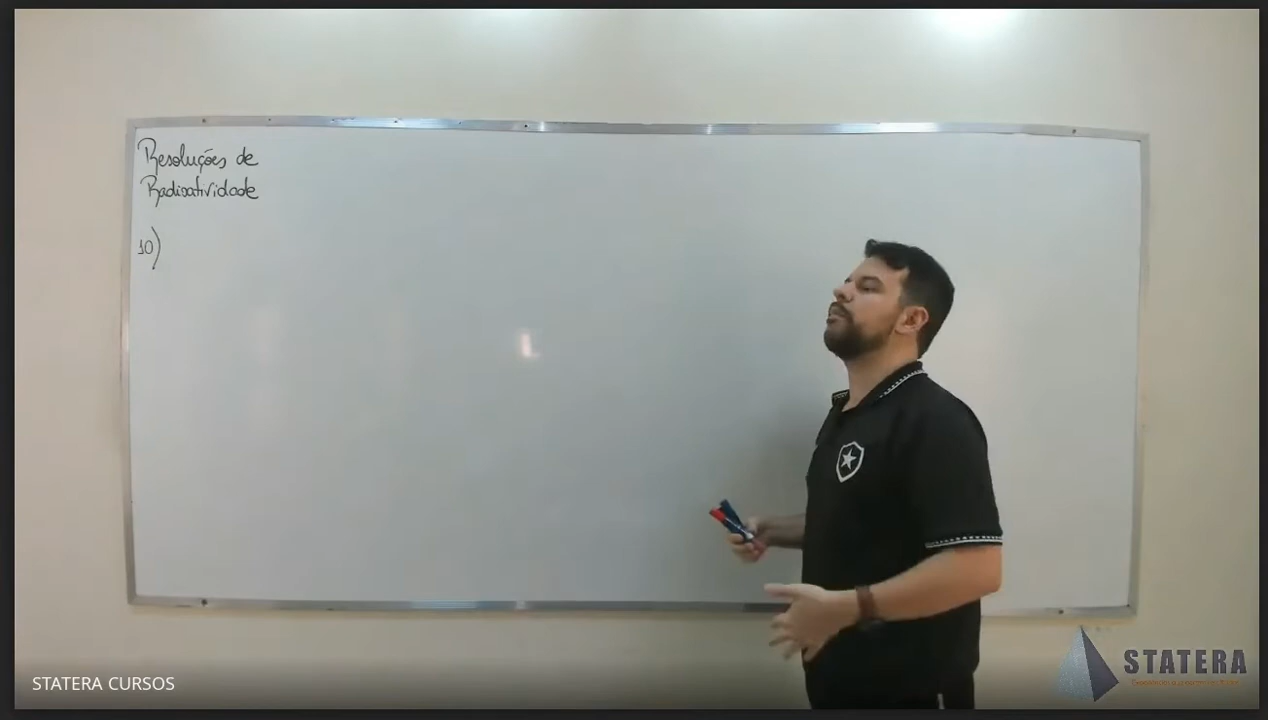 Resoluções de
Radioatividade
10)
STATERA CURSOS
STATERA